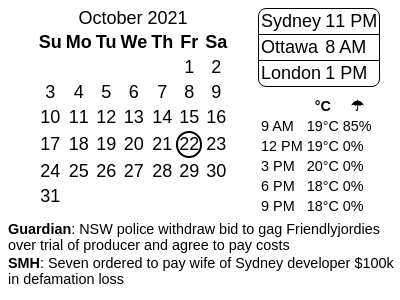 October 2021
Su Mo Tu We Th Fr Sa
1 2
3 4 5 6 7 8 9
10 11 12 13 14 15 16
17 18 19 20 21 22 23
24 25 26 27 28 29 30
31
Sydney 11 PM
Ottawa 8 AM
London 1 PM
°C ☂
9 AM 19°C 85%
12 PM 19°C 0%
3 PM 20°C 0%
6 PM 18°C 0%
9 PM 18°C 0%
Guardian: NSW police withdraw bid to gag Friendlyjordies
over trial of producer and agree to pay costs
SMH: Seven ordered to pay wife of Sydney developer $100k
in defamation loss